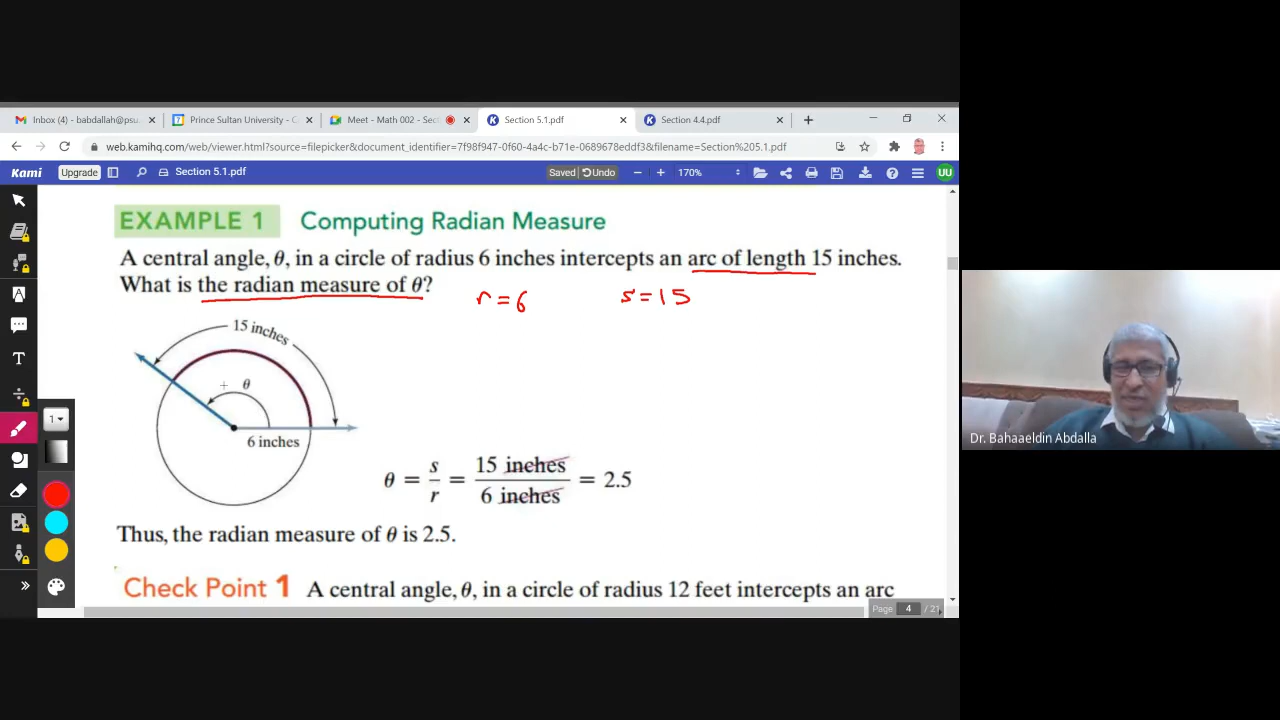 Inbox (4) - babdallah@psu.
Prince Sultan University - C
Meet - Math 002 - Sec
Section 5.1.pdf
Section 4.4.pdf
web.kamihq.com/web/viewer.html?source=filepicker&document_identifier=7f98f947-0f60-4a4c-b71e-0689678eddf3&filename=Section%205.1.pdf
Kami
Upgrade
Section 5.1.pdf
Saved
Undo
170%
UU
EXAMPLE 1 Computing Radian Measure
A central angle, θ, in a circle of radius 6 inches intercepts an arc of length 15 inches.
What is the radian measure of θ?
r = 6 s = 15
15 inches
θ
6 inches
θ = s/r = 15 inches/6 inches = 2.5
Thus, the radian measure of θ is 2.5.
Check Point 1 A central angle, θ, in a circle of radius 12 feet intercepts an arc
Page 4 / 21
1
Dr. Bahaaeldin Abdalla